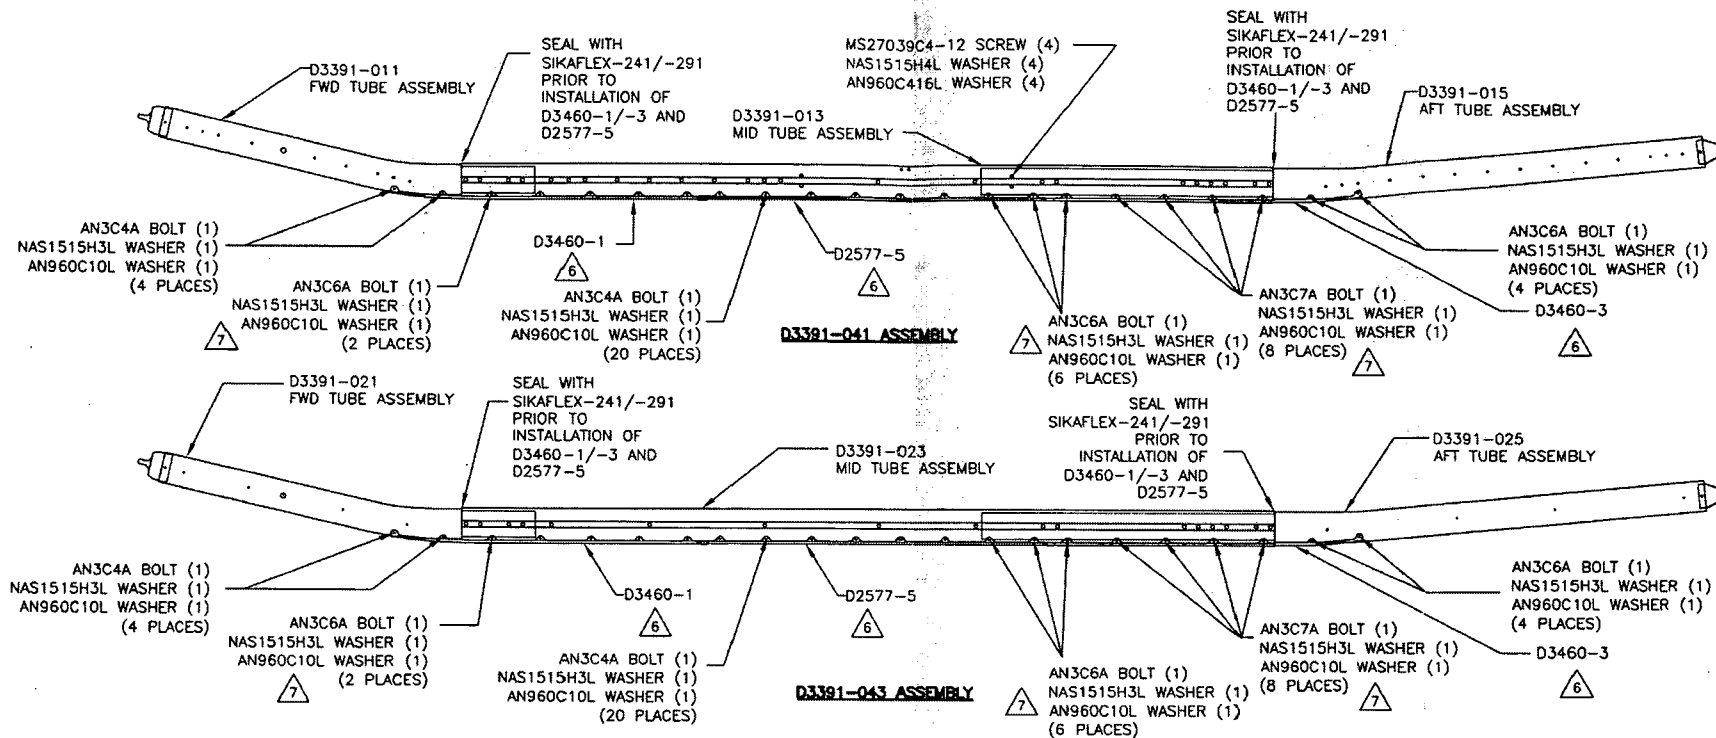 D3391-011
FWD TUBE ASSEMBLY
SEAL WITH
SIKAFLEX-241/-291
PRIOR TO
INSTALLATION OF
D3460-1/-3 AND
D2577-5
MS27039C4-12 SCREW (4)
NAS1515H4L WASHER (4)
AN960C416L WASHER (4)
D3391-013
MID TUBE ASSEMBLY
SEAL WITH
SIKAFLEX-241/-291
PRIOR TO
INSTALLATION OF
D3460-1/-3 AND
D2577-5
D3391-015
AFT TUBE ASSEMBLY
AN3C4A BOLT (1)
NAS1515H3L WASHER (1)
AN960C10L WASHER (1)
(4 PLACES)
AN3C6A BOLT (1)
NAS1515H3L WASHER (1)
AN960C10L WASHER (1)
(2 PLACES)
7
D3460-1
6
AN3C4A BOLT (1)
NAS1515H3L WASHER (1)
AN960C10L WASHER (1)
(20 PLACES)
D2577-5
6
D3391-041 ASSEMBLY
7
AN3C6A BOLT (1)
NAS1515H3L WASHER (1)
AN960C10L WASHER (1)
(6 PLACES)
AN3C7A BOLT (1)
NAS1515H3L WASHER (1)
AN960C10L WASHER (1)
(8 PLACES)
7
AN3C6A BOLT (1)
NAS1515H3L WASHER (1)
AN960C10L WASHER (1)
(4 PLACES)
D3460-3
6
D3391-021
FWD TUBE ASSEMBLY
SEAL WITH
SIKAFLEX-241/-291
PRIOR TO
INSTALLATION OF
D3460-1/-3 AND
D2577-5
D3391-023
MID TUBE ASSEMBLY
SEAL WITH
SIKAFLEX-241/-291
PRIOR TO
INSTALLATION OF
D3460-1/-3 AND
D2577-5
D3391-025
AFT TUBE ASSEMBLY
AN3C4A BOLT (1)
NAS1515H3L WASHER (1)
AN960C10L WASHER (1)
(4 PLACES)
AN3C6A BOLT (1)
NAS1515H3L WASHER (1)
AN960C10L WASHER (1)
(2 PLACES)
7
D3460-1
6
AN3C4A BOLT (1)
NAS1515H3L WASHER (1)
AN960C10L WASHER (1)
(20 PLACES)
D2577-5
6
D3391-043 ASSEMBLY
7
AN3C6A BOLT (1)
NAS1515H3L WASHER (1)
AN960C10L WASHER (1)
(6 PLACES)
AN3C7A BOLT (1)
NAS1515H3L WASHER (1)
AN960C10L WASHER (1)
(8 PLACES)
7
AN3C6A BOLT (1)
NAS1515H3L WASHER (1)
AN960C10L WASHER (1)
(4 PLACES)
D3460-3
6